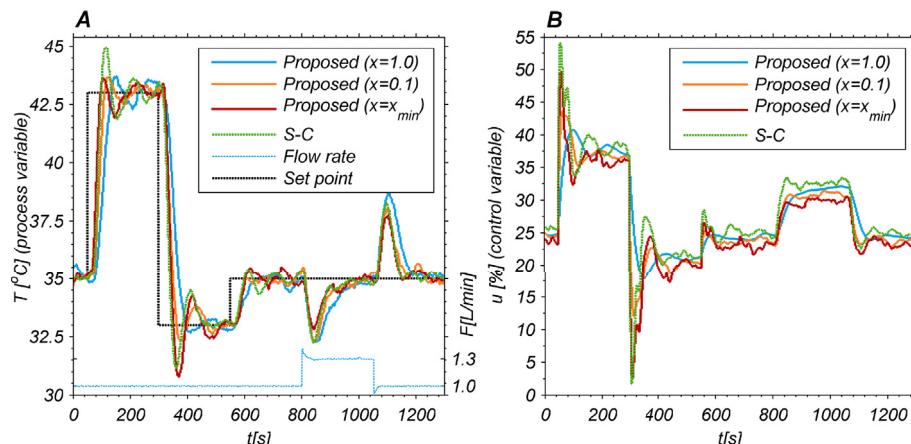 A
T [⁰C] (process variable)
45
42.5
40
37.5
35
32.5
30
Proposed (x=1.0)
Proposed (x=0.1)
Proposed (x=xmin)
S-C
Flow rate
Set point
F[L/min]
1.3
1.0
0 200 400 600 800 1000 1200
t[s]
B
u [%] (control variable)
55
50
45
40
35
30
25
20
15
10
5
0
Proposed (x=1.0)
Proposed (x=0.1)
Proposed (x=xmin)
S-C
0 200 400 600 800 1000 1200
t[s]